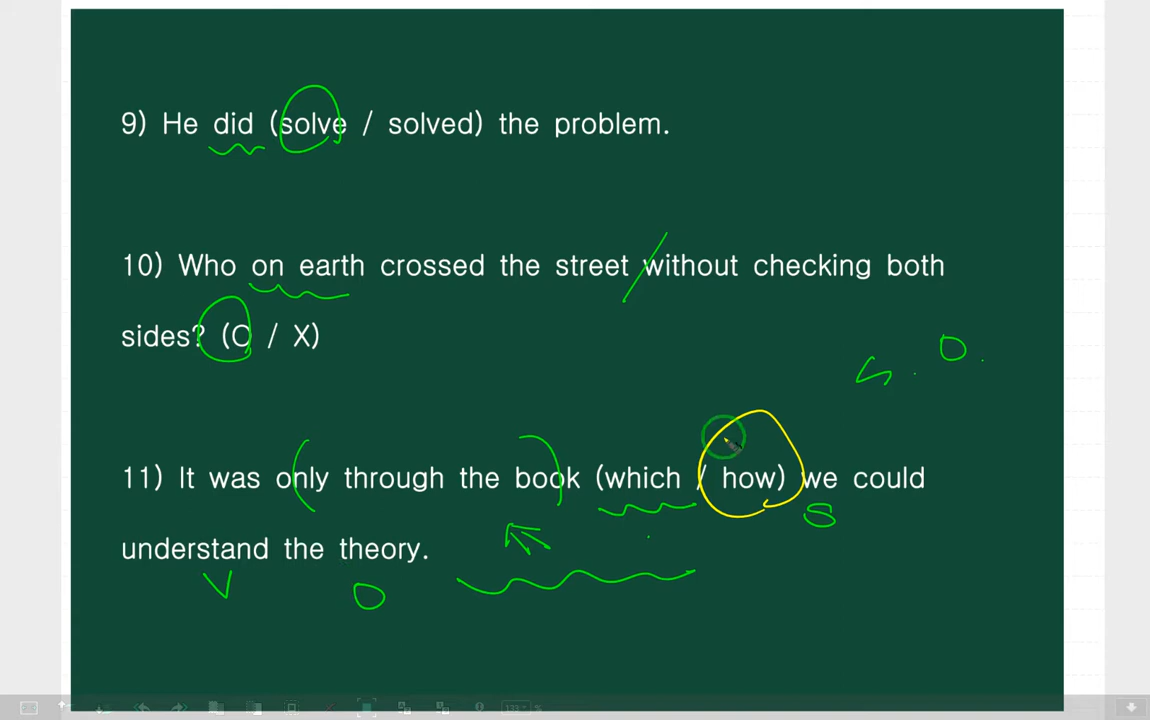 9) He did (solve / solved) the problem.
10) Who on earth crossed the street without checking both
sides? (O / X)
S . O .
11) It was only through the book (which / how) we could
S
understand the theory.
V O
133 %